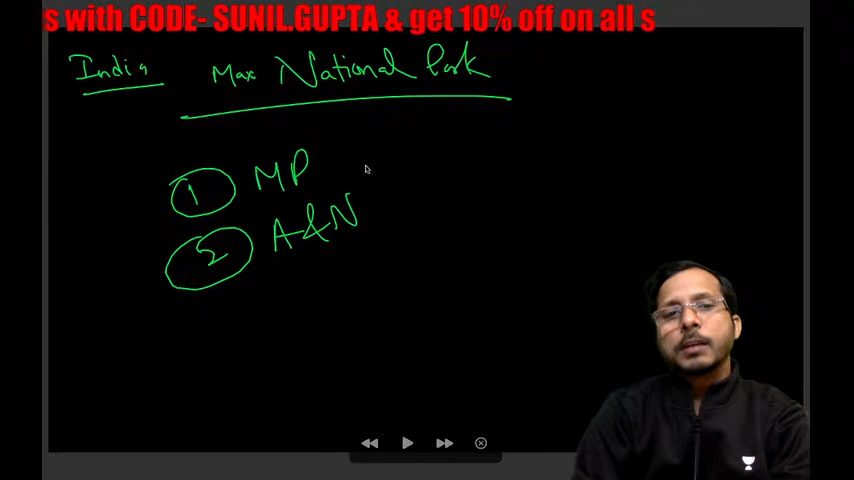 s with CODE- SUNIL.GUPTA & get 10% off on all s
India Max National Park
1 MP
2 A&N